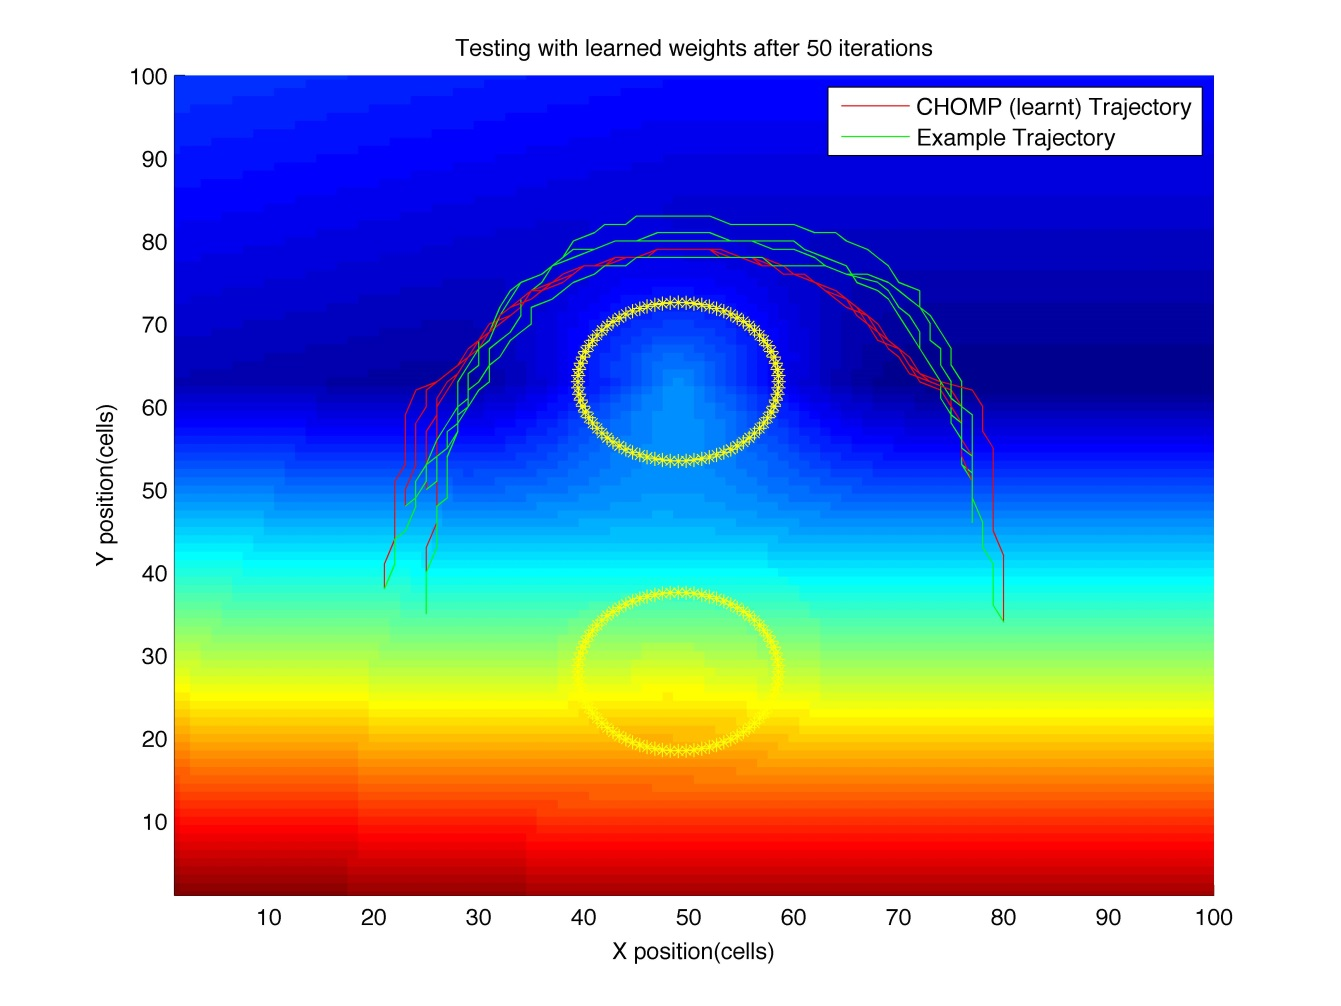 Testing with learned weights after 50 iterations
CHOMP (learnt) Trajectory
Example Trajectory
100
90
80
70
60
50
40
30
20
10
Y position(cells)
10 20 30 40 50 60 70 80 90 100
X position(cells)